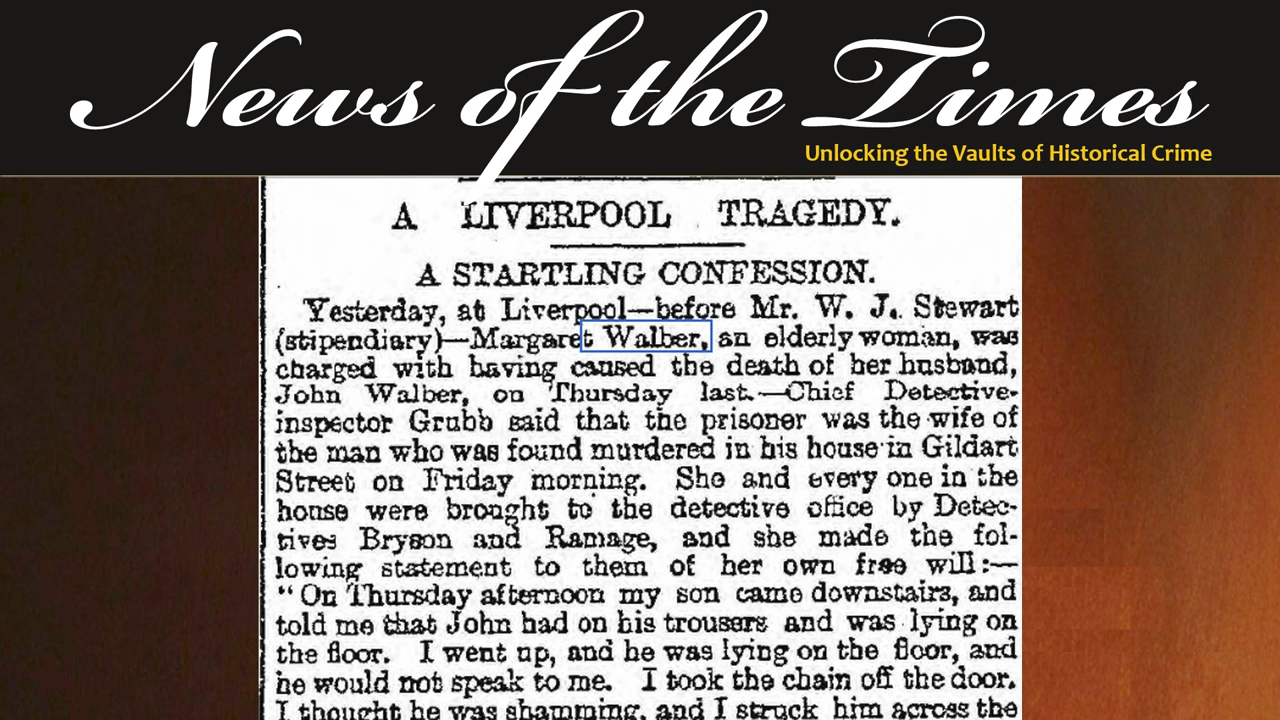 News of the Times
Unlocking the Vaults of Historical Crime
A LIVERPOOL TRAGEDY.
A STARTLING CONFESSION.
Yesterday, at Liverpool—before Mr. W. J. Stewart
(stipendiary)—Margaret Walber, an elderly woman, was
charged with having caused the death of her husband,
John Walber, on Thursday last.—Chief Detective-
inspector Grubb said that the prisoner was the wife of
the man who was found murdered in his house in Gildart
Street on Friday morning. She and every one in the
house were brought to the detective office by Detec-
tives Bryson and Ramage, and she made the fol-
lowing statement to them of her own free will:—
"On Thursday afternoon my son came downstairs, and
told me that John had on his trousers and was lying on
the floor. I went up, and he was lying on the floor, and
he would not speak to me. I took the chain off the door.
I thought he was shamming, and I struck him across the